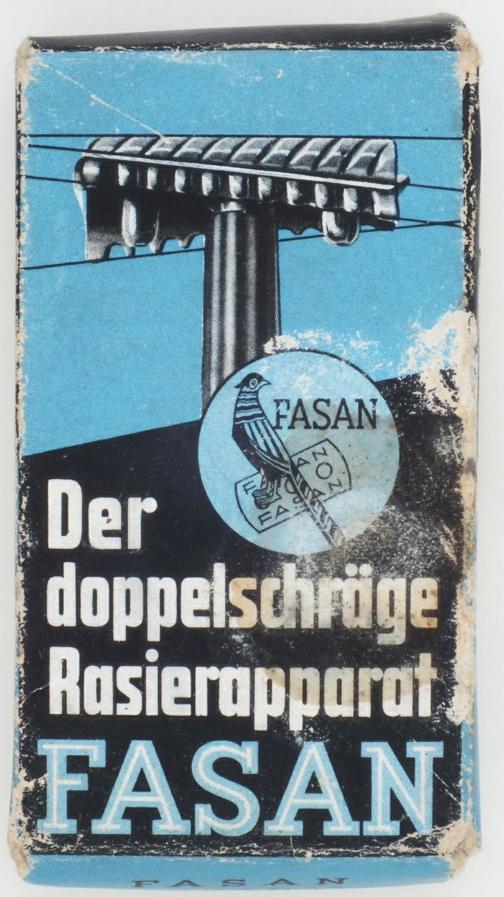 FASAN
Der
doppelschräge
Rasierapparat
FASAN
FASAN